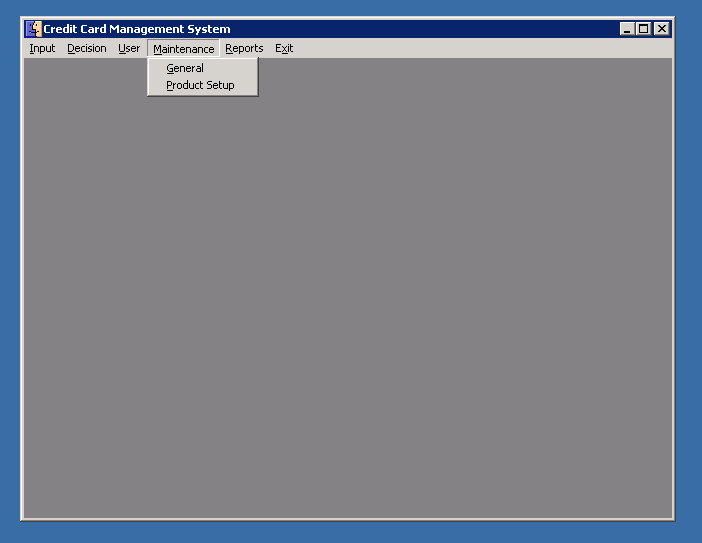 Credit Card Management System
Input Decision User Maintenance Reports Exit
General
Product Setup